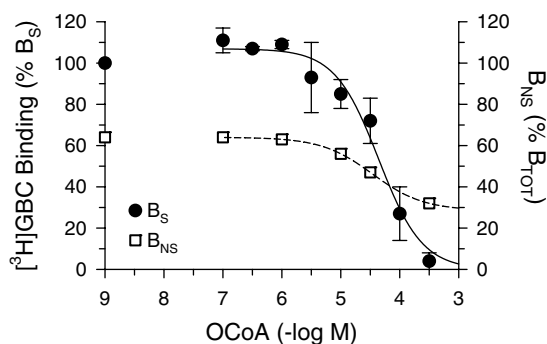 120
100
80
60
40
20
0
[³H]GBC Binding (% B_S)
B_S
B_NS
120
100
80
60
40
20
0
B_NS (% B_TOT)
9 8 7 6 5 4 3
OCoA (-log M)